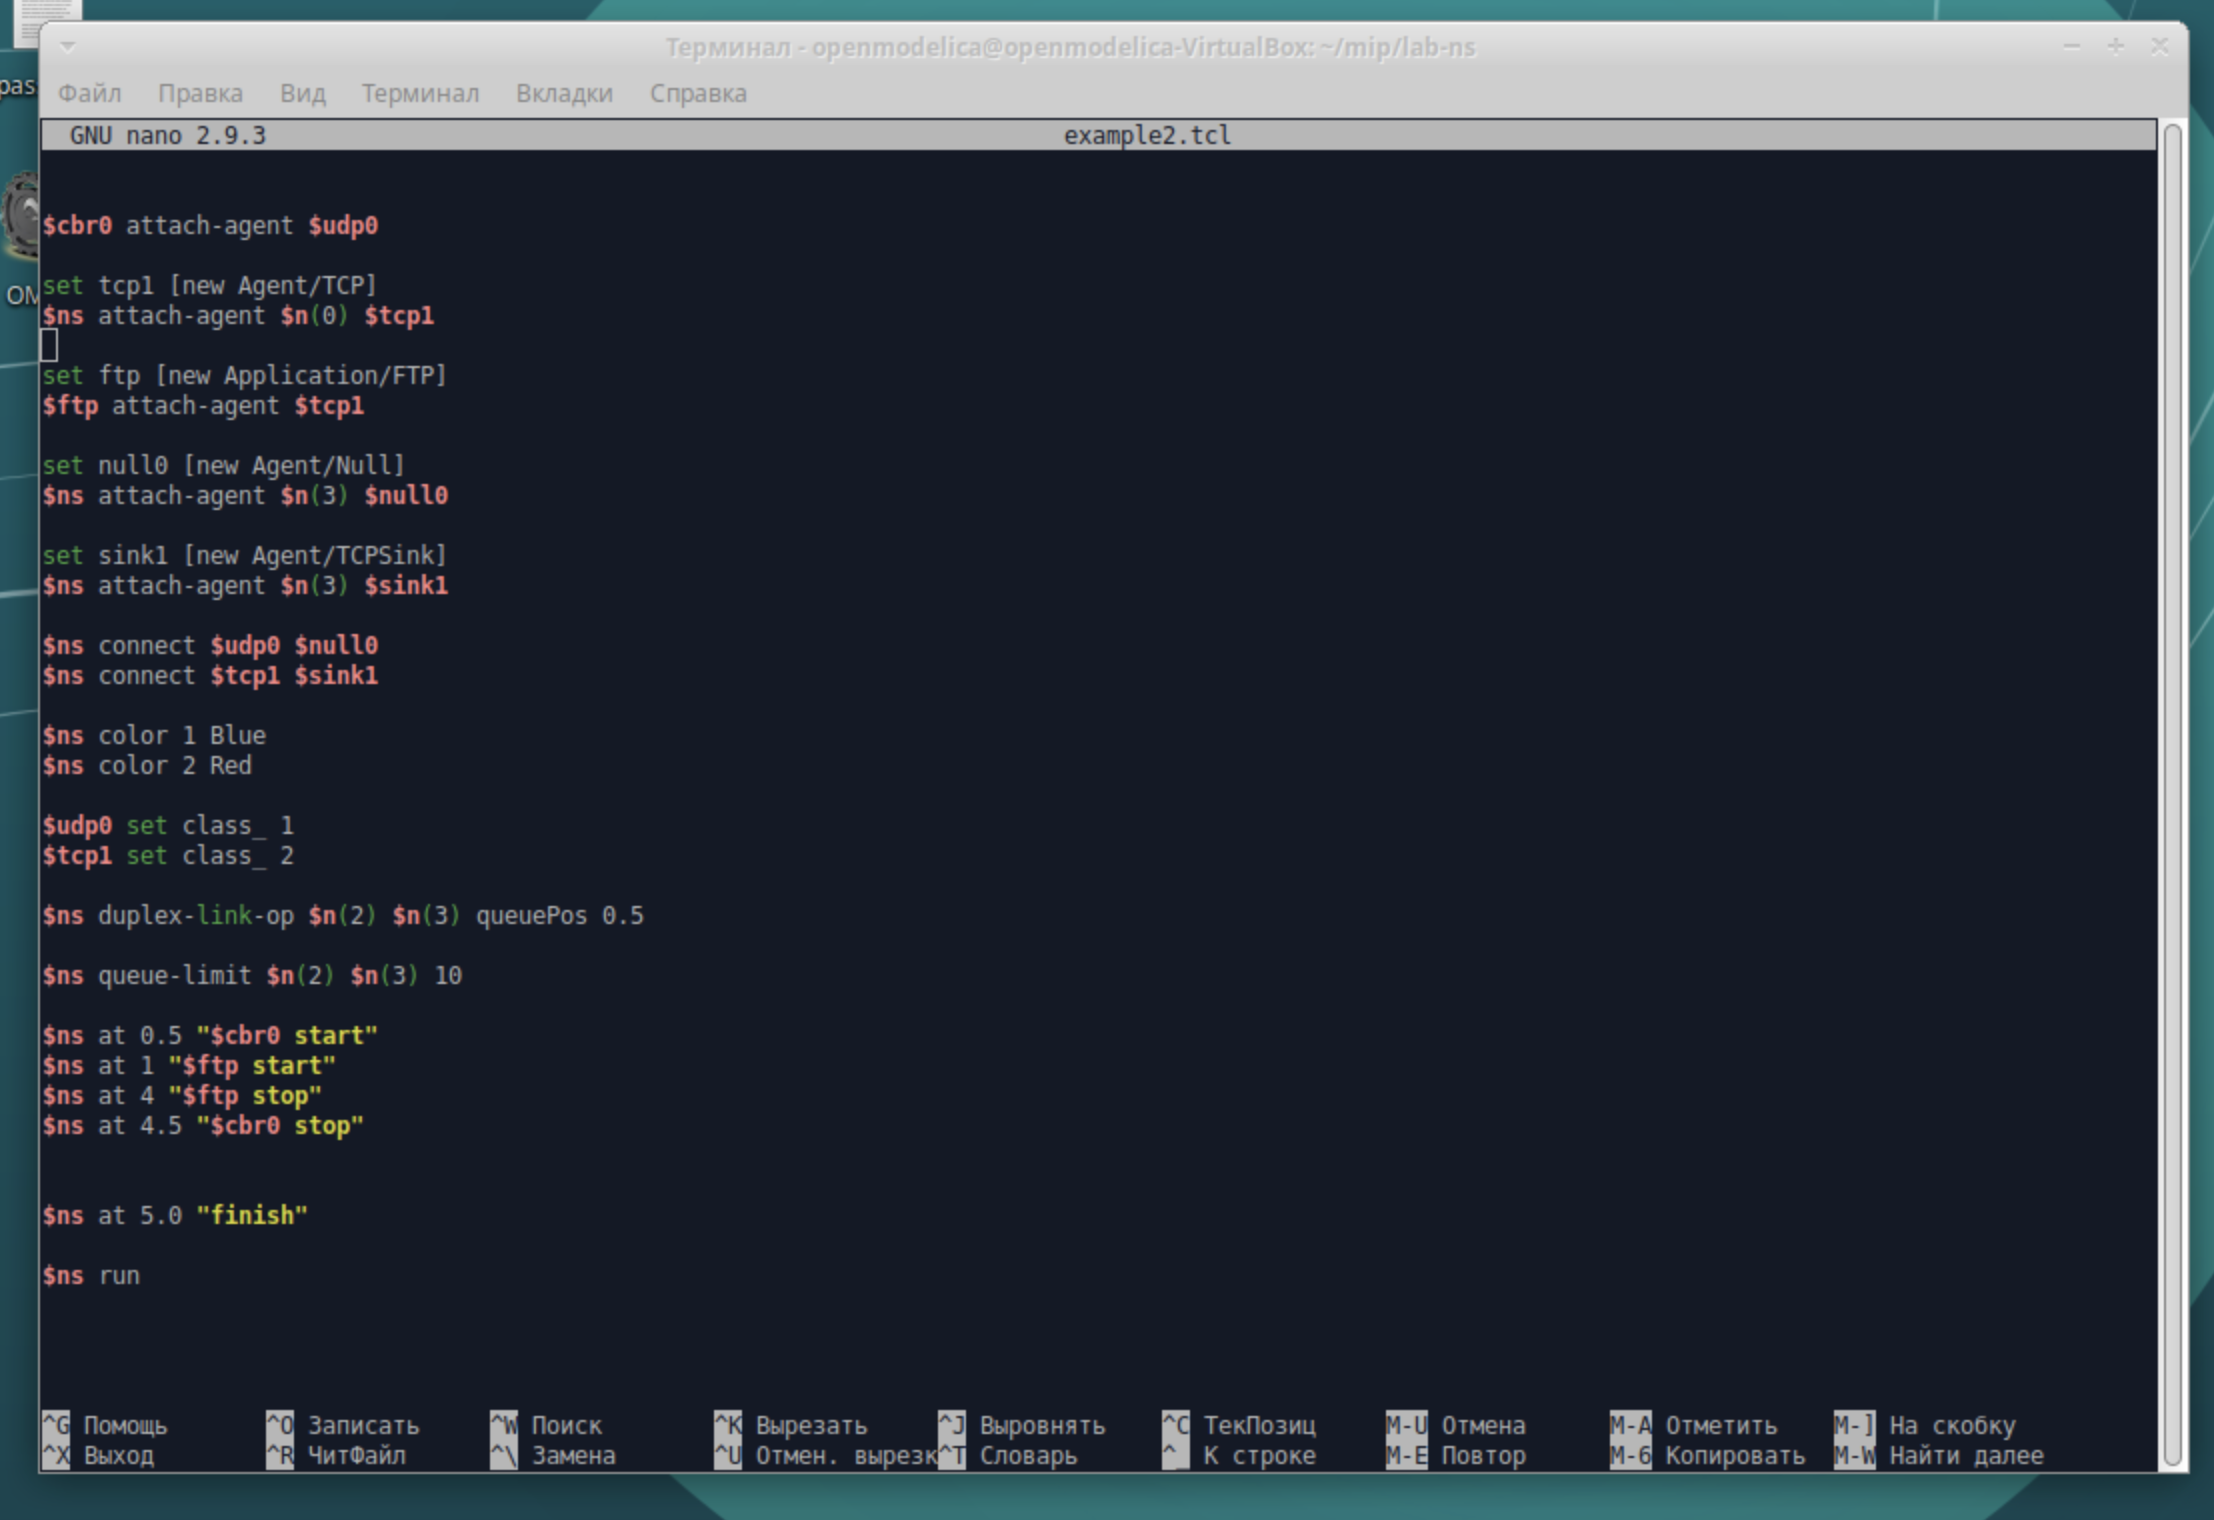 Терминал - openmodelica@openmodelica-VirtualBox: ~/mip/lab-ns
Файл Правка Вид Терминал Вкладки Справка
GNU nano 2.9.3 example2.tcl
$cbr0 attach-agent $udp0
set tcp1 [new Agent/TCP]
$ns attach-agent $n(0) $tcp1
set ftp [new Application/FTP]
$ftp attach-agent $tcp1
set null0 [new Agent/Null]
$ns attach-agent $n(3) $null0
set sink1 [new Agent/TCPSink]
$ns attach-agent $n(3) $sink1
$ns connect $udp0 $null0
$ns connect $tcp1 $sink1
$ns color 1 Blue
$ns color 2 Red
$udp0 set class_ 1
$tcp1 set class_ 2
$ns duplex-link-op $n(2) $n(3) queuePos 0.5
$ns queue-limit $n(2) $n(3) 10
$ns at 0.5 "$cbr0 start"
$ns at 1 "$ftp start"
$ns at 4 "$ftp stop"
$ns at 4.5 "$cbr0 stop"
$ns at 5.0 "finish"
$ns run
^G Помощь ^O Записать ^W Поиск ^K Вырезать ^J Выровнять ^C ТекПозиц M-U Отмена M-A Отметить M-] На скобку
^X Выход ^R ЧитФайл ^\ Замена ^U Отмен. вырезк ^T Словарь ^_ К строке M-E Повтор M-6 Копировать M-W Найти далее
pas
OM